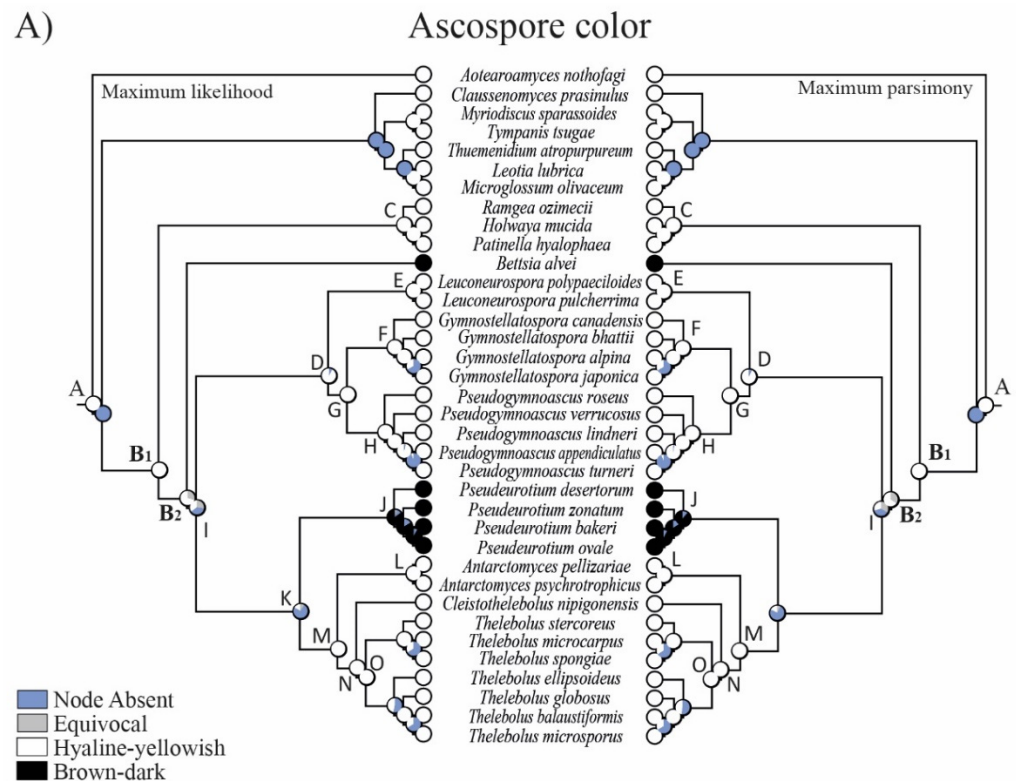 A)
Ascospore color
Maximum likelihood
Maximum parsimony
Aotearoamyces nothofagi
Claussenomyces prasinulus
Myriodiscus sparassoides
Tympanis tsugae
Thuemenidium atropurpureum
Leotia lubrica
Microglossum olivaceum
C Ramgea ozimecii C
Holwaya mucida
Patinella hyalophaea
Bettsia alvei
E Leuconeurospora polypaeciloides E
Leuconeurospora pulcherrima
Gymnostellatospora canadensis
F Gymnostellatospora bhattii F
D Gymnostellatospora alpina D
Gymnostellatospora japonica
A Pseudogymnoascus roseus A
G Pseudogymnoascus verrucosus G
H Pseudogymnoascus lindneri H
B1 Pseudogymnoascus appendiculatus B1
Pseudogymnoascus turneri
J Pseudeurotium desertorum J
B2 Pseudeurotium zonatum B2
I Pseudeurotium bakeri I
Pseudeurotium ovale
L Antarctomyces pellizariae L
Antarctomyces psychrotrophicus
K Cleistothelebolus nipigonensis
Thelebolus stercoreus
M Thelebolus microcarpus M
O Thelebolus spongiae O
N Thelebolus ellipsoideus N
Thelebolus globosus
Thelebolus balaustiformis
Thelebolus microsporus
Node Absent
Equivocal
Hyaline-yellowish
Brown-dark